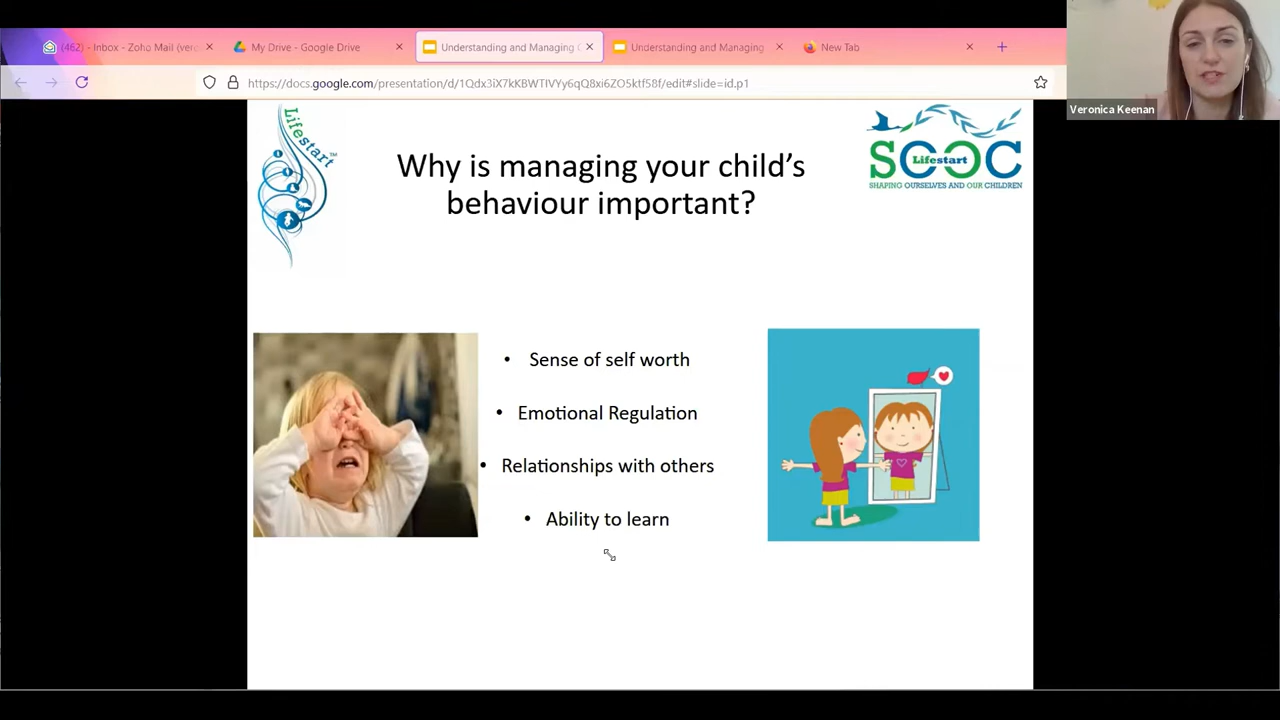 (462) - Inbox - Zoho Mail (ver
My Drive - Google Drive
Understanding and Managing C
Understanding and Managing
New Tab
https://docs.google.com/presentation/d/1Qdx3iX7kKBWTIVYy6qQ8xi6ZO5ktf58f/edit#slide=id.p1
Veronica Keenan
Lifestart™
Why is managing your child's
behaviour important?
Lifestart
SHAPING OURSELVES AND OUR CHILDREN
• Sense of self worth
• Emotional Regulation
• Relationships with others
• Ability to learn